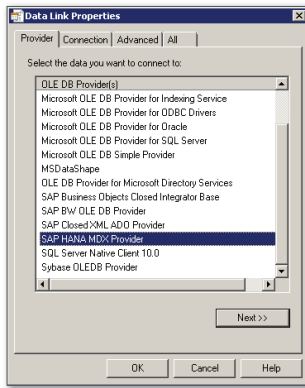 Data Link Properties
Provider Connection Advanced All
Select the data you want to connect to:
OLE DB Provider(s)
Microsoft OLE DB Provider for Indexing Service
Microsoft OLE DB Provider for ODBC Drivers
Microsoft OLE DB Provider for Oracle
Microsoft OLE DB Provider for SQL Server
Microsoft OLE DB Simple Provider
MSDataShape
OLE DB Provider for Microsoft Directory Services
SAP Business Objects Closed Integrator Base
SAP BW OLE DB Provider
SAP Closed XML ADO Provider
SAP HANA MDX Provider
SQL Server Native Client 10.0
Sybase OLEDB Provider
Next >>
OK Cancel Help